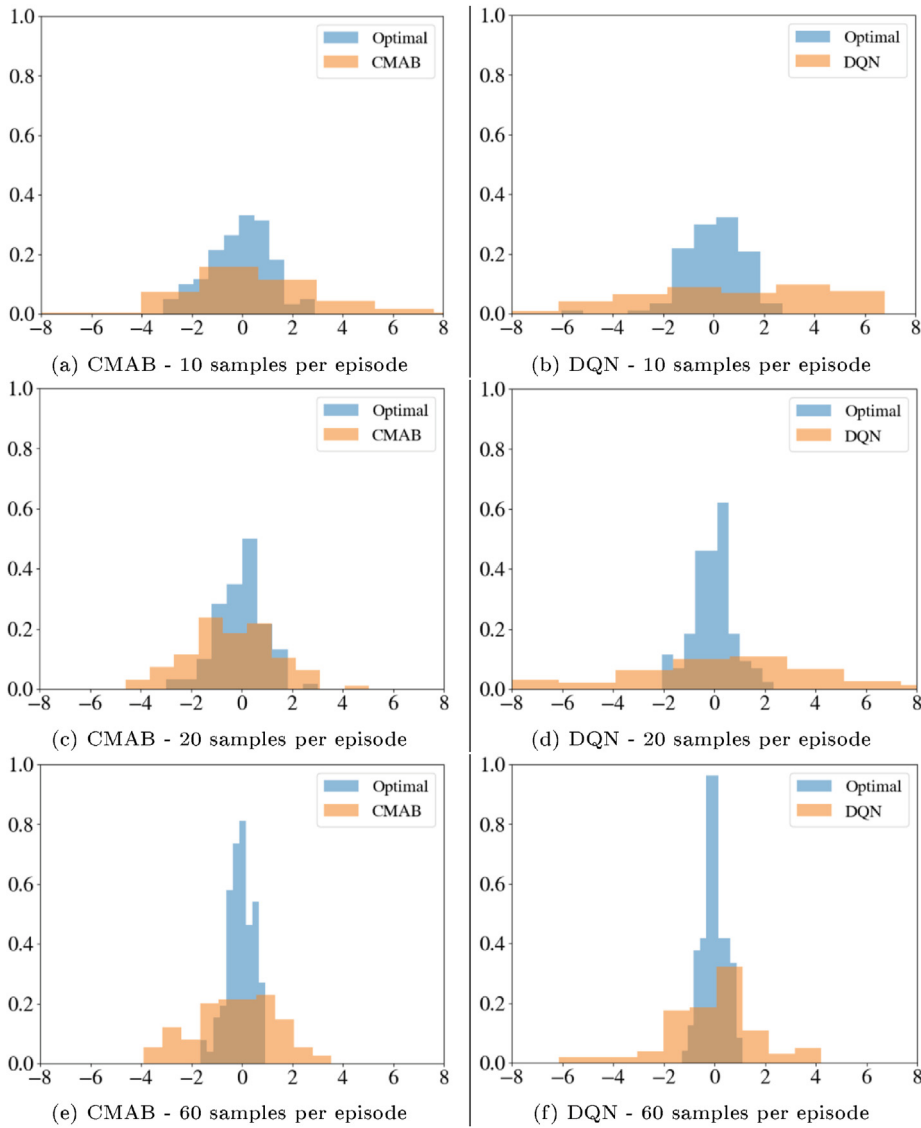 1.0
0.8
0.6
0.4
0.2
0.0
−8 −6 −4 −2 0 2 4 6 8
Optimal
CMAB
(a) CMAB - 10 samples per episode
1.0
0.8
0.6
0.4
0.2
0.0
−8 −6 −4 −2 0 2 4 6 8
Optimal
DQN
(b) DQN - 10 samples per episode
1.0
0.8
0.6
0.4
0.2
0.0
−8 −6 −4 −2 0 2 4 6 8
Optimal
CMAB
(c) CMAB - 20 samples per episode
1.0
0.8
0.6
0.4
0.2
0.0
−8 −6 −4 −2 0 2 4 6 8
Optimal
DQN
(d) DQN - 20 samples per episode
1.0
0.8
0.6
0.4
0.2
0.0
−8 −6 −4 −2 0 2 4 6 8
Optimal
CMAB
(e) CMAB - 60 samples per episode
1.0
0.8
0.6
0.4
0.2
0.0
−8 −6 −4 −2 0 2 4 6 8
Optimal
DQN
(f) DQN - 60 samples per episode